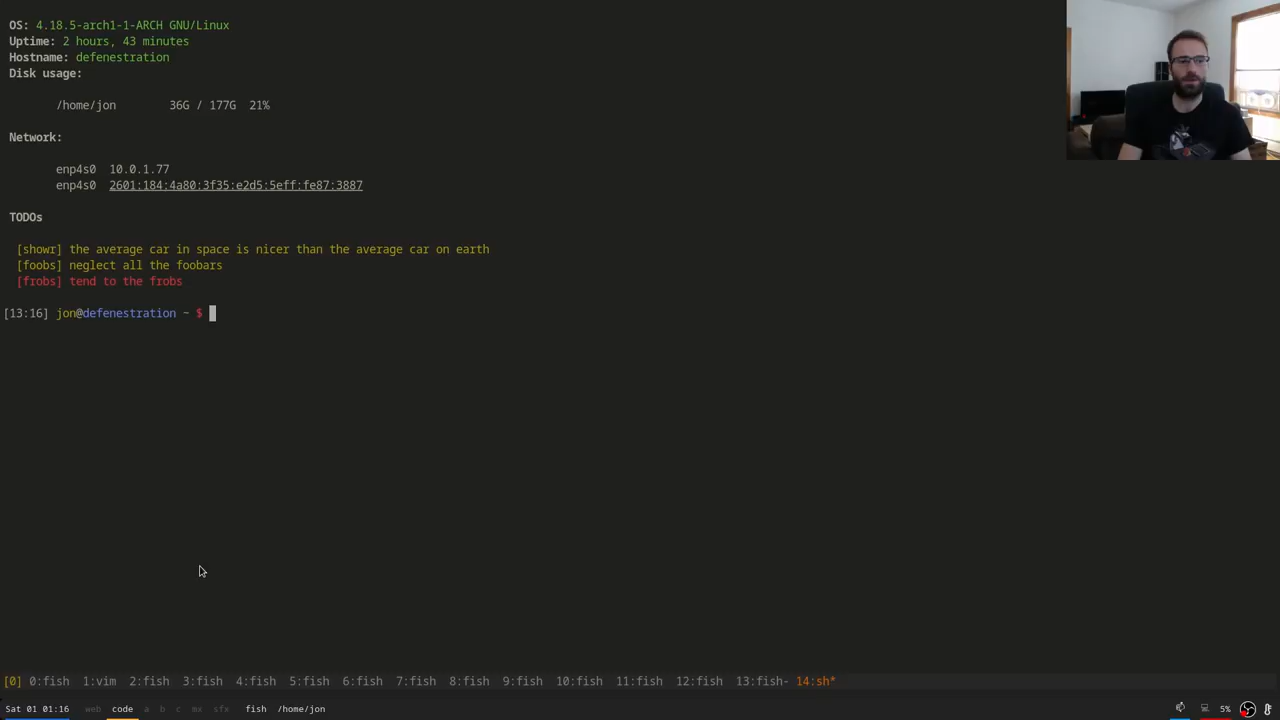 OS: 4.18.5-arch1-1-ARCH GNU/Linux
Uptime: 2 hours, 43 minutes
Hostname: defenestration
Disk usage:
/home/jon 36G / 177G 21%
Network:
enp4s0 10.0.1.77
enp4s0 2601:184:4a80:3f35:e2d5:5eff:fe87:3887
TODOs
[showr] the average car in space is nicer than the average car on earth
[foobs] neglect all the foobars
[frobs] tend to the frobs
[13:16] jon@defenestration ~ $
[0] 0:fish 1:vim 2:fish 3:fish 4:fish 5:fish 6:fish 7:fish 8:fish 9:fish 10:fish 11:fish 12:fish 13:fish- 14:sh*
Sat 01 01:16 web code a b c ms sfx fish /home/jon 5%